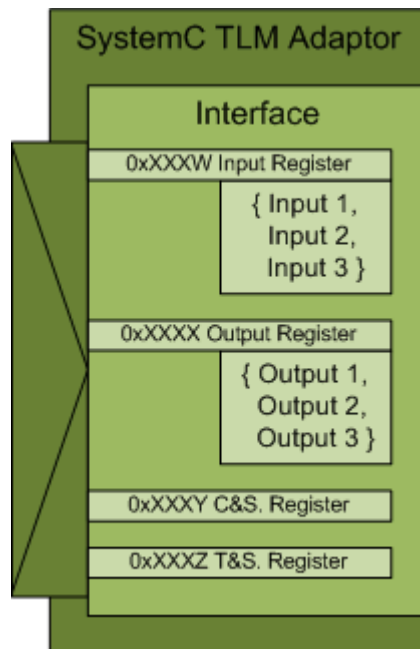 SystemC TLM Adaptor
Interface
0xXXXW Input Register
{ Input 1,
Input 2,
Input 3 }
0xXXXX Output Register
{ Output 1,
Output 2,
Output 3 }
0xXXXY C&S. Register
0xXXXZ T&S. Register